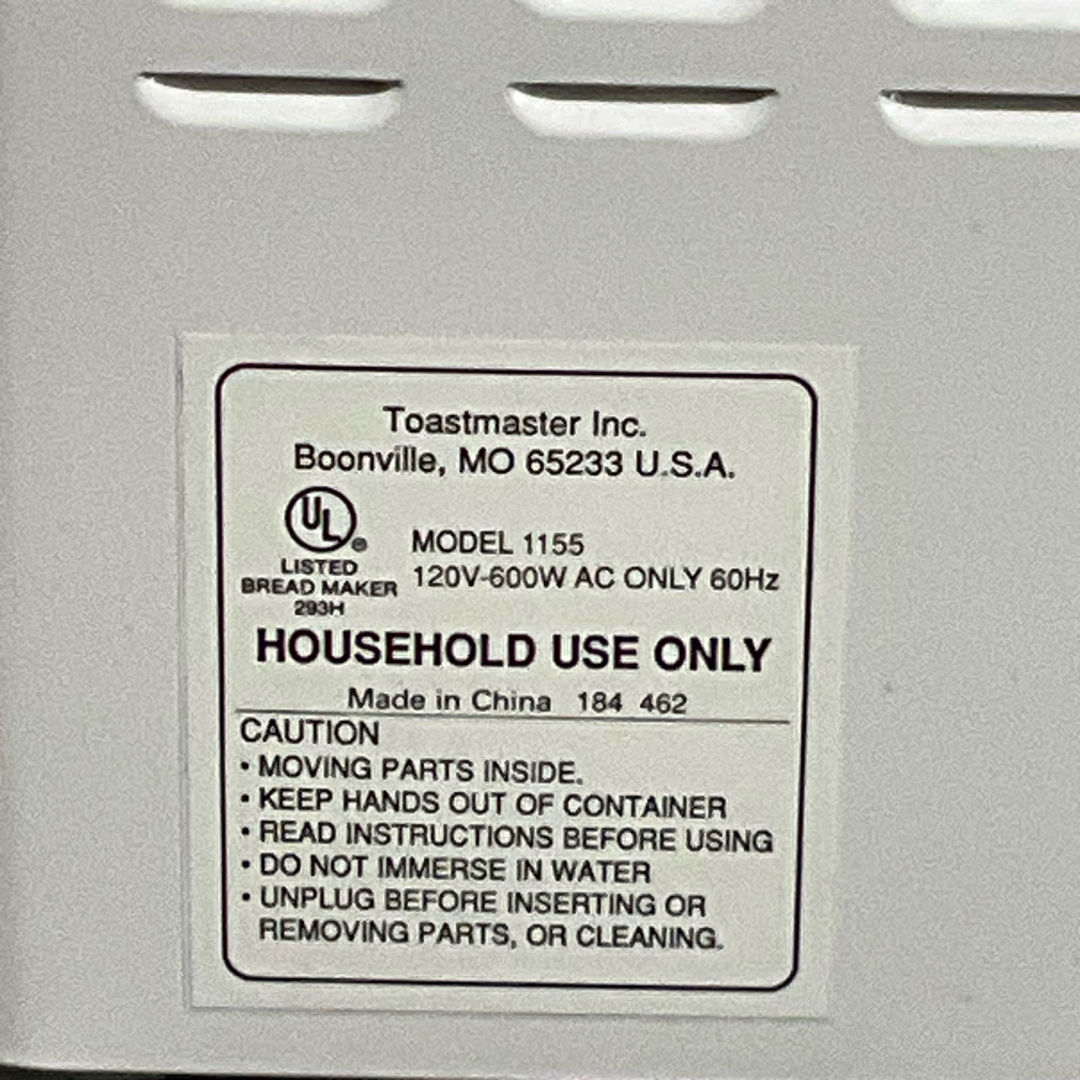 Toastmaster Inc.
Boonville, MO 65233 U.S.A.
UL®
LISTED
BREAD MAKER
293H
MODEL 1155
120V-600W AC ONLY 60Hz
HOUSEHOLD USE ONLY
Made in China 184 462
CAUTION
• MOVING PARTS INSIDE.
• KEEP HANDS OUT OF CONTAINER
• READ INSTRUCTIONS BEFORE USING
• DO NOT IMMERSE IN WATER
• UNPLUG BEFORE INSERTING OR
REMOVING PARTS, OR CLEANING.